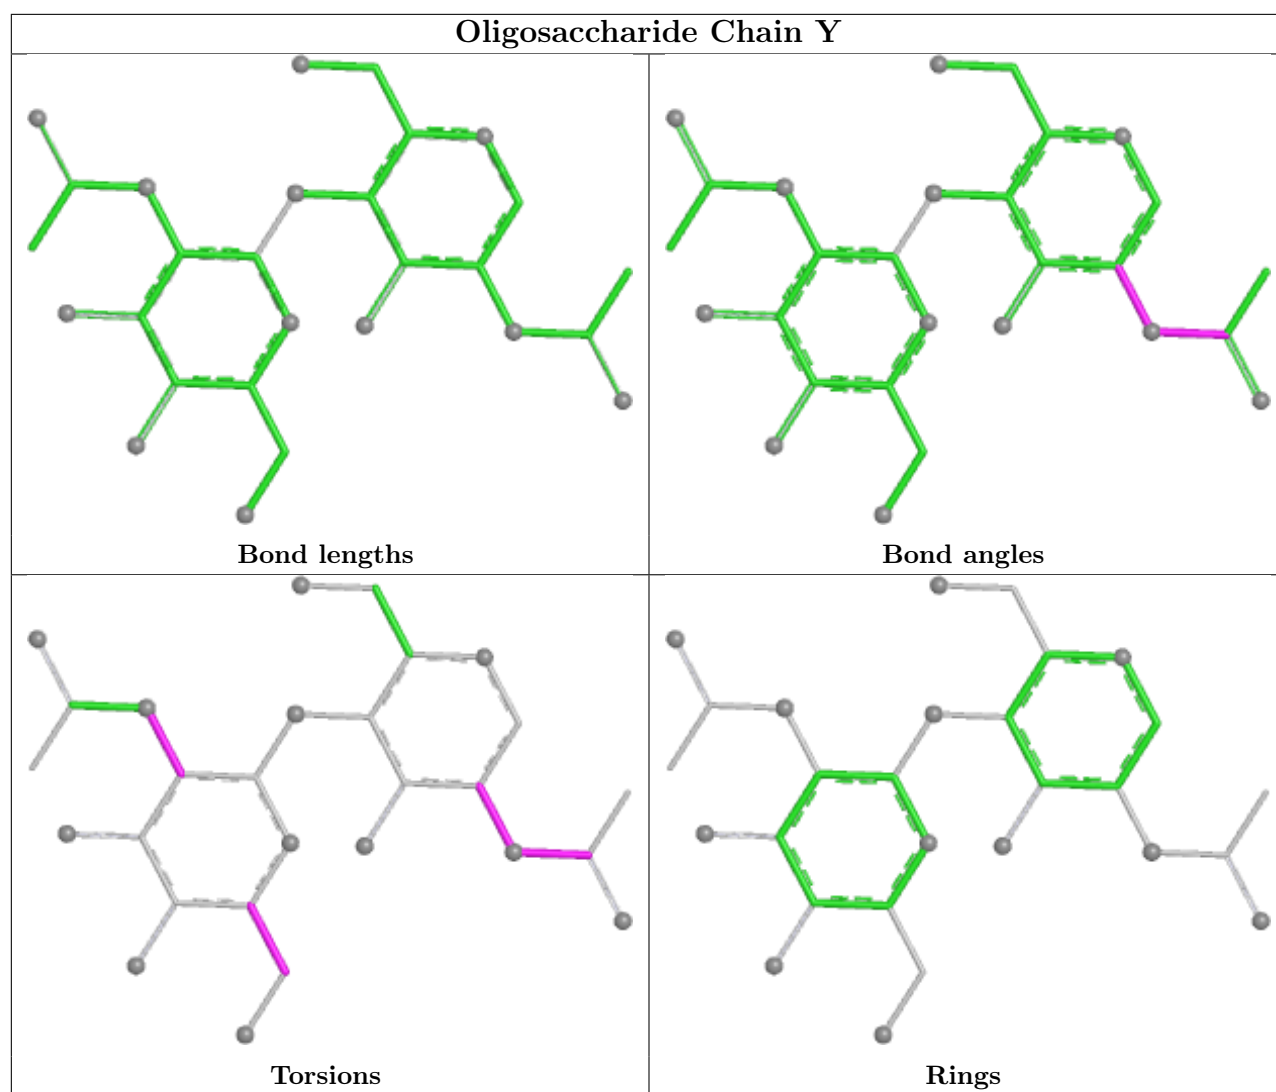 Oligosaccharide Chain Y
Bond lengths
Bond angles
Torsions
Rings